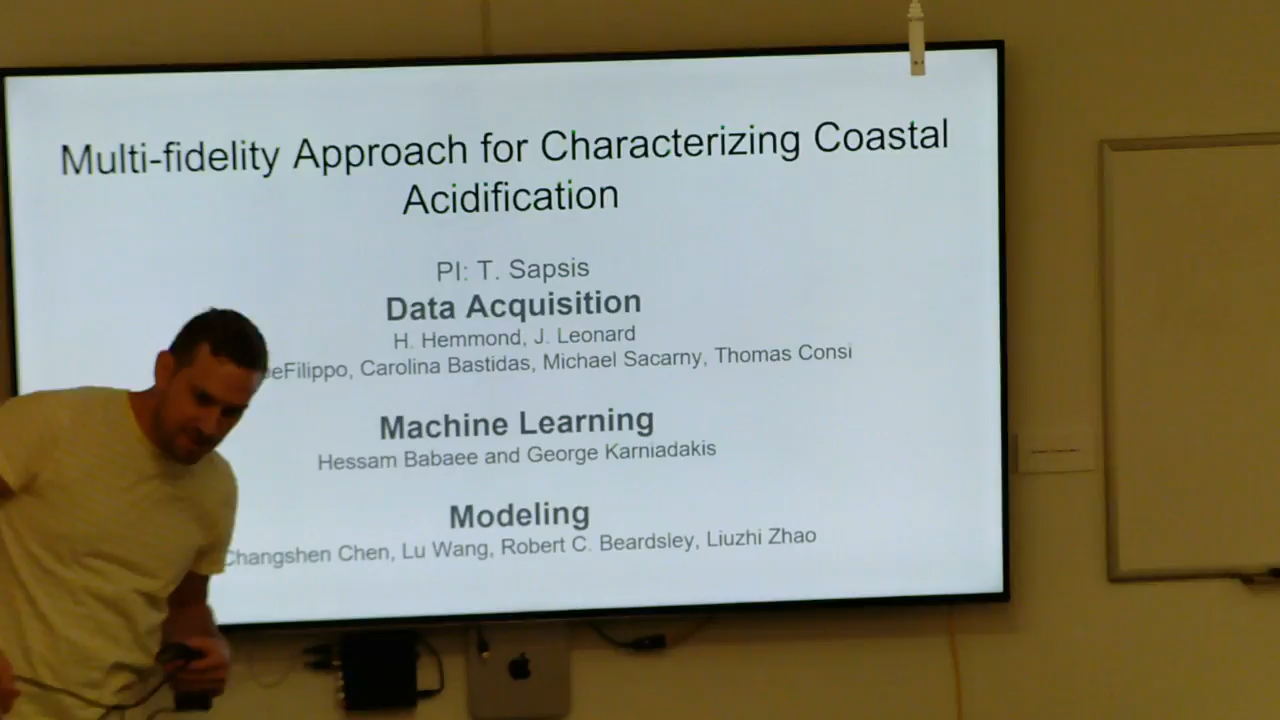 Multi-fidelity Approach for Characterizing Coastal
Acidification
PI: T. Sapsis
Data Acquisition
H. Hemmond, J. Leonard
eFilippo, Carolina Bastidas, Michael Sacarny, Thomas Consi
Machine Learning
Hessam Babaee and George Karniadakis
Modeling
Changshen Chen, Lu Wang, Robert C. Beardsley, Liuzhi Zhao